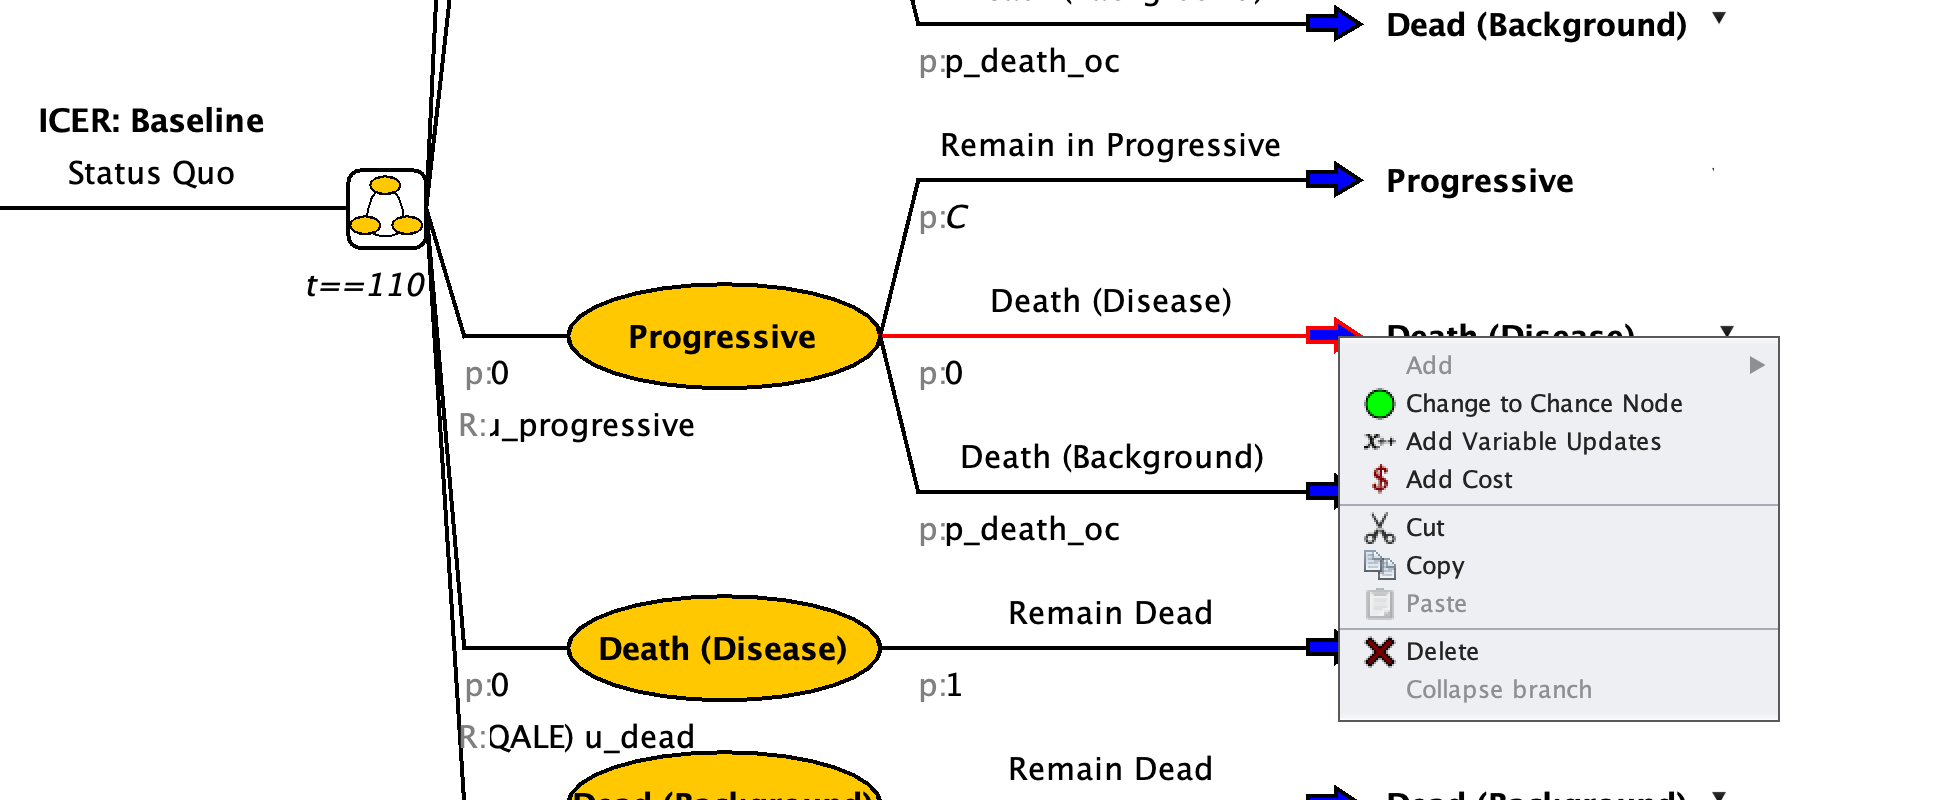 Dead (Background)
p:p_death_oc
ICER: Baseline
Status Quo
t==110
Remain in Progressive
Progressive
p:C
Death (Disease)
Death (Disease)
Progressive
p:0
p:0
R:u_progressive
Add
Change to Chance Node
Add Variable Updates
Add Cost
Cut
Copy
Paste
Delete
Collapse branch
Death (Background)
p:p_death_oc
Remain Dead
Death (Disease)
p:0
p:1
R:QALE) u_dead
Remain Dead
Dead (Background)
Dead (Background)